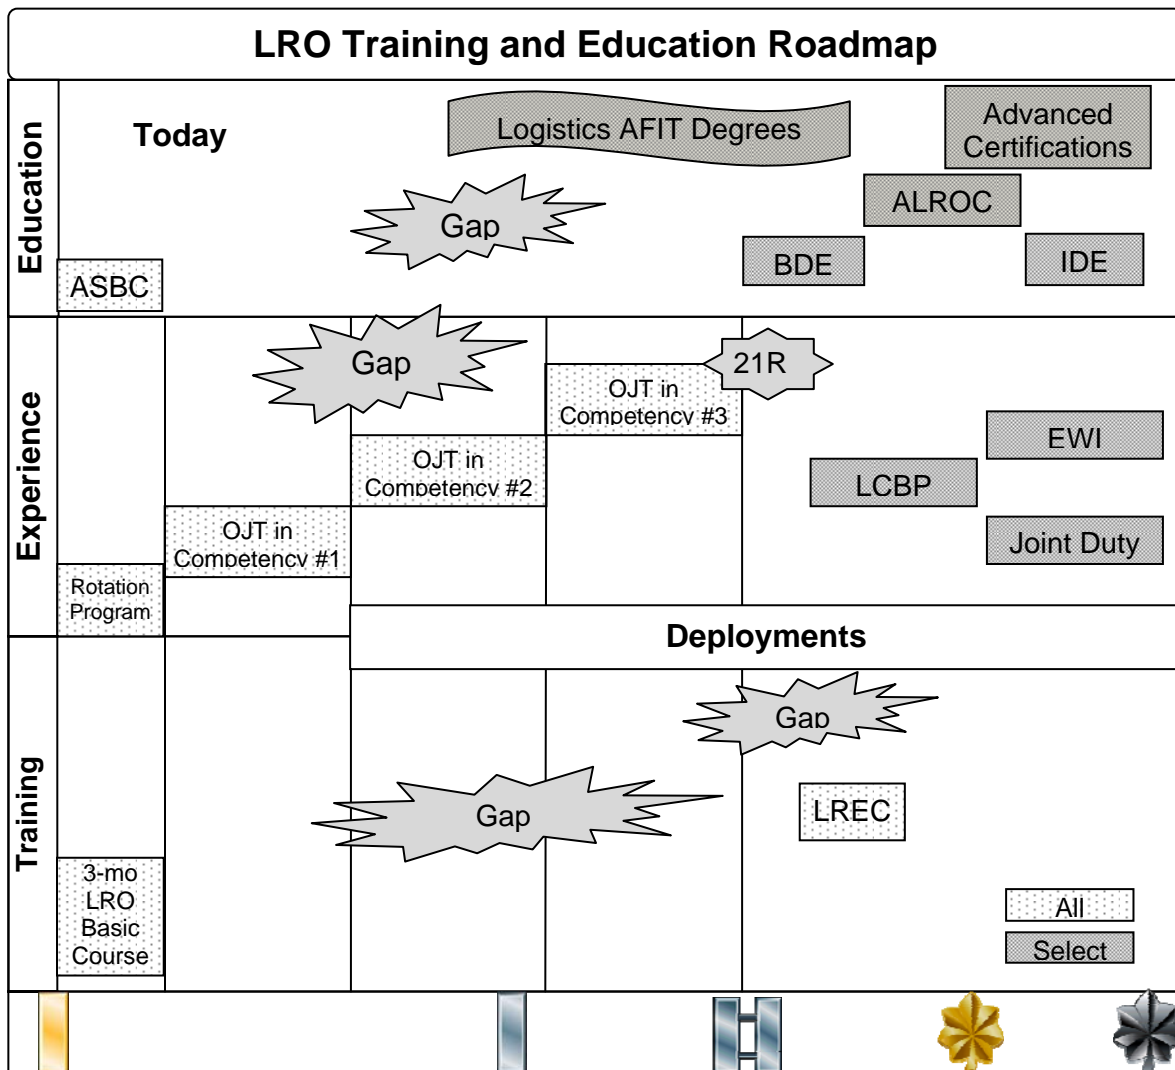 LRO Training and Education Roadmap
Education
Today
Logistics AFIT Degrees
Advanced
Certifications
Gap
ALROC
BDE
IDE
ASBC
Experience
Gap
21R
OJT in
Competency #3
EWI
OJT in
Competency #2
LCBP
OJT in
Competency #1
Joint Duty
Rotation
Program
Deployments
Training
Gap
Gap
LREC
3-mo
LRO
Basic
Course
All
Select